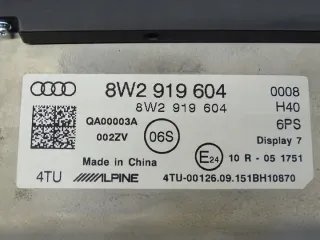 8W2 919 604 0008
8W2 919 604 H40
QA00003A 6PS
002ZV 06S Display 7
Made in China E24 10 R - 05 1751
4TU ALPINE 4TU-00126.09.151BH10870